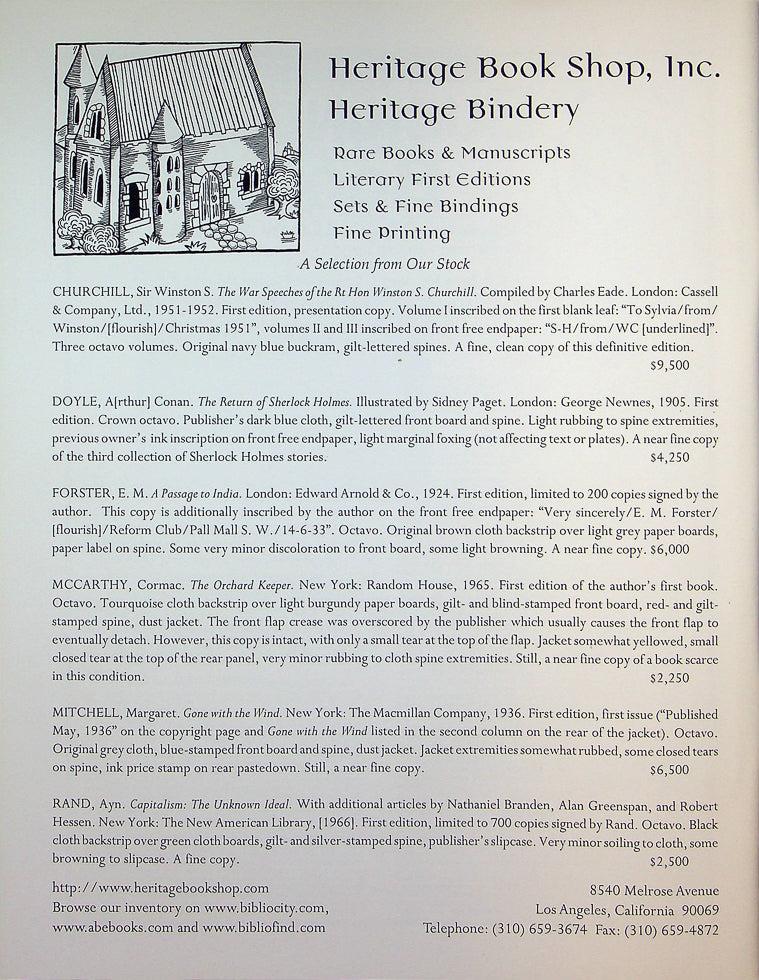 Heritage Book Shop, Inc.
Heritage Bindery
Rare Books & Manuscripts
Literary First Editions
Sets & Fine Bindings
Fine Printing
A Selection from Our Stock
CHURCHILL, Sir Winston S. The War Speeches of the Rt Hon Winston S. Churchill. Compiled by Charles Eade. London: Cassell
& Company, Ltd., 1951-1952. First edition, presentation copy. Volume I inscribed on the first blank leaf: “To Sylvia/from/
Winston/[flourish]/Christmas 1951”, volumes II and III inscribed on front free endpaper: “S-H/from/WC [underlined]”.
Three octavo volumes. Original navy blue buckram, gilt-lettered spines. A fine, clean copy of this definitive edition.
$9,500
DOYLE, A[rthur] Conan. The Return of Sherlock Holmes. Illustrated by Sidney Paget. London: George Newnes, 1905. First
edition. Crown octavo. Publisher’s dark blue cloth, gilt-lettered front board and spine. Light rubbing to spine extremities,
previous owner’s ink inscription on front free endpaper, light marginal foxing (not affecting text or plates). A near fine copy
of the third collection of Sherlock Holmes stories. $4,250
FORSTER, E. M. A Passage to India. London: Edward Arnold & Co., 1924. First edition, limited to 200 copies signed by the
author. This copy is additionally inscribed by the author on the front free endpaper: “Very sincerely/E. M. Forster/
[flourish]/Reform Club/Pall Mall S. W./14-6-33”. Octavo. Original brown cloth backstrip over light grey paper boards,
paper label on spine. Some very minor discoloration to front board, some light browning. A near fine copy. $6,000
MCCARTHY, Cormac. The Orchard Keeper. New York: Random House, 1965. First edition of the author’s first book.
Octavo. Tourquoise cloth backstrip over light burgundy paper boards, gilt- and blind-stamped front board, red- and gilt-
stamped spine, dust jacket. The front flap crease was overscored by the publisher which usually causes the front flap to
eventually detach. However, this copy is intact, with only a small tear at the top of the flap. Jacket somewhat yellowed, small
closed tear at the top of the rear panel, very minor rubbing to cloth spine extremities. Still, a near fine copy of a book scarce
in this condition. $2,250
MITCHELL, Margaret. Gone with the Wind. New York: The Macmillan Company, 1936. First edition, first issue (“Published
May, 1936” on the copyright page and Gone with the Wind listed in the second column on the rear of the jacket). Octavo.
Original grey cloth, blue-stamped front board and spine, dust jacket. Jacket extremities somewhat rubbed, some closed tears
on spine, ink price stamp on rear pastedown. Still, a near fine copy. $6,500
RAND, Ayn. Capitalism: The Unknown Ideal. With additional articles by Nathaniel Branden, Alan Greenspan, and Robert
Hessen. New York: The New American Library, [1966]. First edition, limited to 700 copies signed by Rand. Octavo. Black
cloth backstrip over green cloth boards, gilt- and silver-stamped spine, publisher’s slipcase. Very minor soiling to cloth, some
browning to slipcase. A fine copy. $2,500
http://www.heritagebookshop.com
Browse our inventory on www.bibliocity.com,
www.abebooks.com and www.bibliofind.com
8540 Melrose Avenue
Los Angeles, California 90069
Telephone: (310) 659-3674 Fax: (310) 659-4872